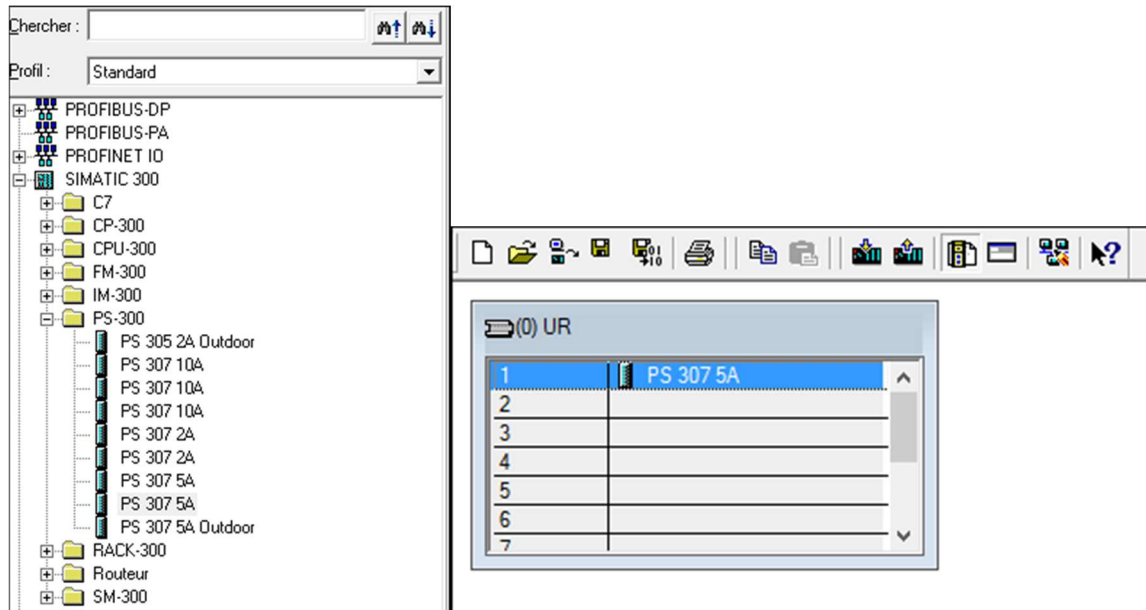 Chercher :
Profil : Standard
PROFIBUS-DP
PROFIBUS-PA
PROFINET IO
SIMATIC 300
C7
CP-300
CPU-300
FM-300
IM-300
PS-300
PS 305 2A Outdoor
PS 307 10A
PS 307 10A
PS 307 10A
PS 307 2A
PS 307 2A
PS 307 5A
PS 307 5A
PS 307 5A Outdoor
RACK-300
Routeur
SM-300
(0) UR
1 PS 307 5A
2
3
4
5
6
7